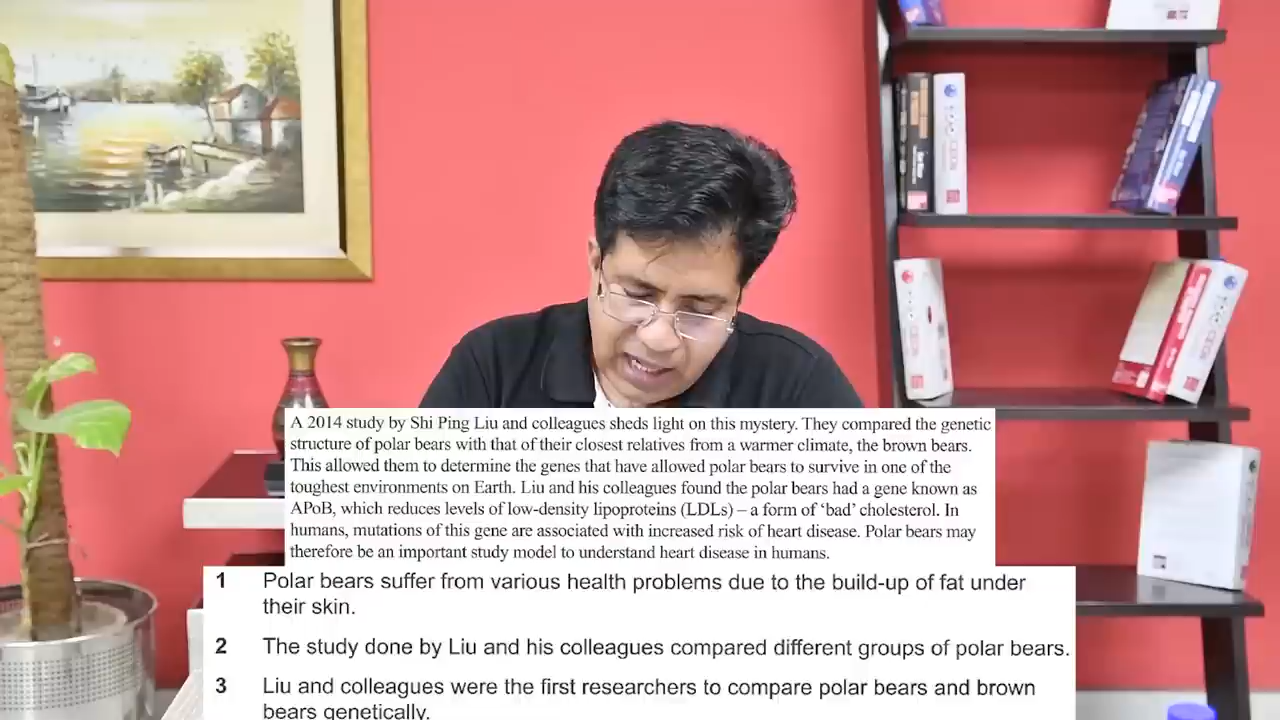 A 2014 study by Shi Ping Liu and colleagues sheds light on this mystery. They compared the genetic
structure of polar bears with that of their closest relatives from a warmer climate, the brown bears.
This allowed them to determine the genes that have allowed polar bears to survive in one of the
toughest environments on Earth. Liu and his colleagues found the polar bears had a gene known as
APoB, which reduces levels of low-density lipoproteins (LDLs) – a form of ‘bad’ cholesterol. In
humans, mutations of this gene are associated with increased risk of heart disease. Polar bears may
therefore be an important study model to understand heart disease in humans.
1 Polar bears suffer from various health problems due to the build-up of fat under
their skin.
2 The study done by Liu and his colleagues compared different groups of polar bears.
3 Liu and colleagues were the first researchers to compare polar bears and brown
bears genetically.